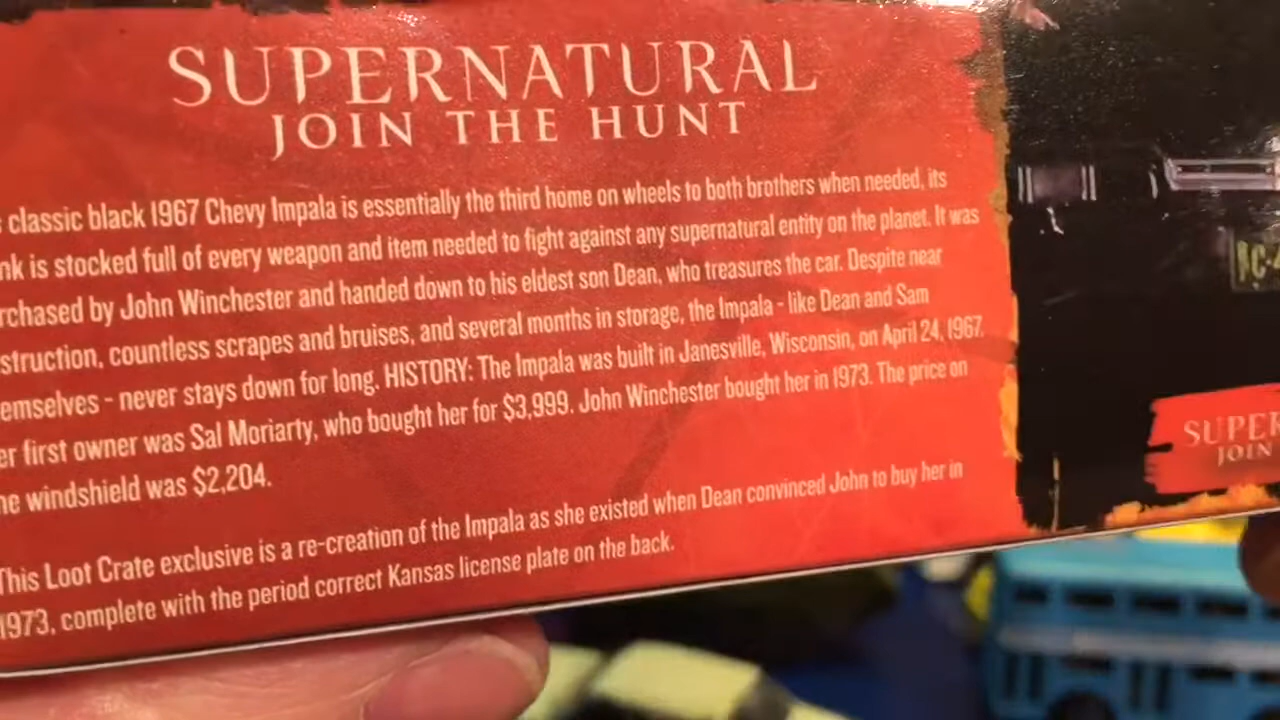 SUPERNATURAL
JOIN THE HUNT
classic black 1967 Chevy Impala is essentially the third home on wheels to both brothers when needed, its
nk is stocked full of every weapon and item needed to fight against any supernatural entity on the planet. It was
rchased by John Winchester and handed down to his eldest son Dean, who treasures the car. Despite near
struction, countless scrapes and bruises, and several months in storage, the Impala - like Dean and Sam
emselves - never stays down for long. HISTORY: The Impala was built in Janesville, Wisconsin, on April 24, 1967.
er first owner was Sal Moriarty, who bought her for $3,999. John Winchester bought her in 1973. The price on
he windshield was $2,204.
This Loot Crate exclusive is a re-creation of the Impala as she existed when Dean convinced John to buy her in
1973, complete with the period correct Kansas license plate on the back.
SUPER
JOIN